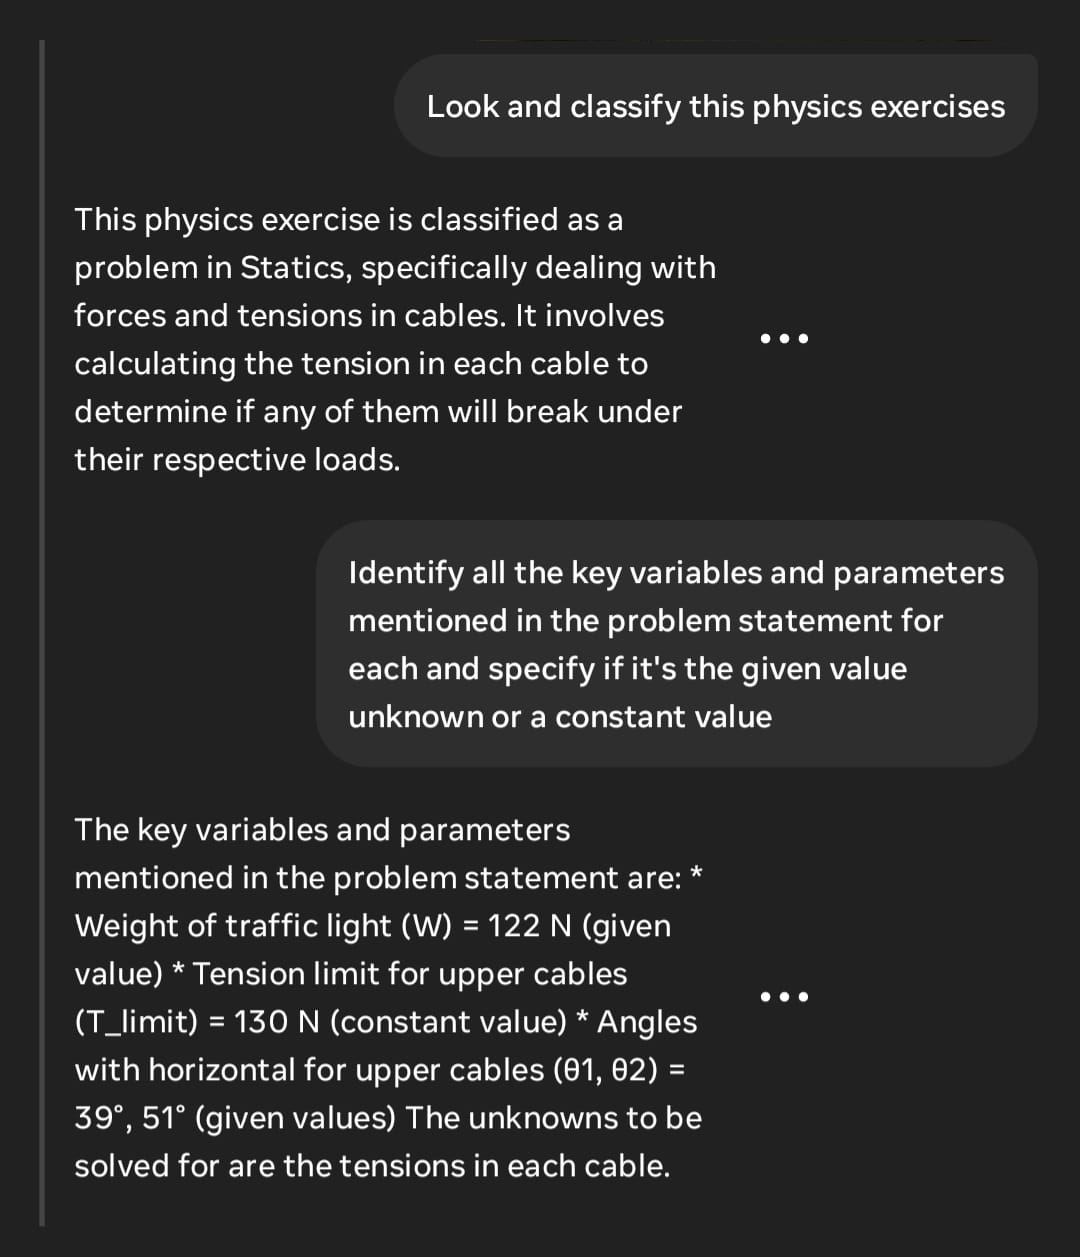 Look and classify this physics exercises
This physics exercise is classified as a
problem in Statics, specifically dealing with
forces and tensions in cables. It involves
calculating the tension in each cable to
determine if any of them will break under
their respective loads.
Identify all the key variables and parameters
mentioned in the problem statement for
each and specify if it's the given value
unknown or a constant value
The key variables and parameters
mentioned in the problem statement are: *
Weight of traffic light (W) = 122 N (given
value) * Tension limit for upper cables
(T_limit) = 130 N (constant value) * Angles
with horizontal for upper cables (θ1, θ2) =
39°, 51° (given values) The unknowns to be
solved for are the tensions in each cable.